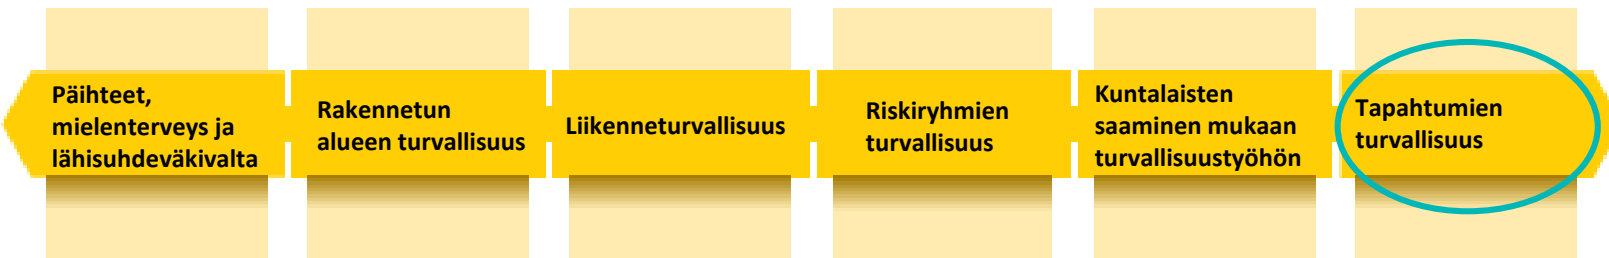 Päihteet,
mielenterveys ja
lähisuhdeväkivalta
Rakennetun
alueen turvallisuus
Liikenneturvallisuus
Riskiryhmien
turvallisuus
Kuntalaisten
saaminen mukaan
turvallisuustyöhön
Tapahtumien
turvallisuus